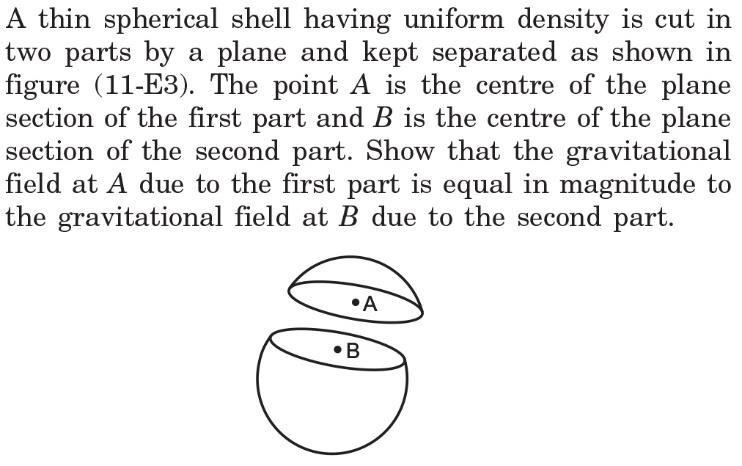 A thin spherical shell having uniform density is cut in
two parts by a plane and kept separated as shown in
figure (11-E3). The point A is the centre of the plane
section of the first part and B is the centre of the plane
section of the second part. Show that the gravitational
field at A due to the first part is equal in magnitude to
the gravitational field at B due to the second part.
A
B